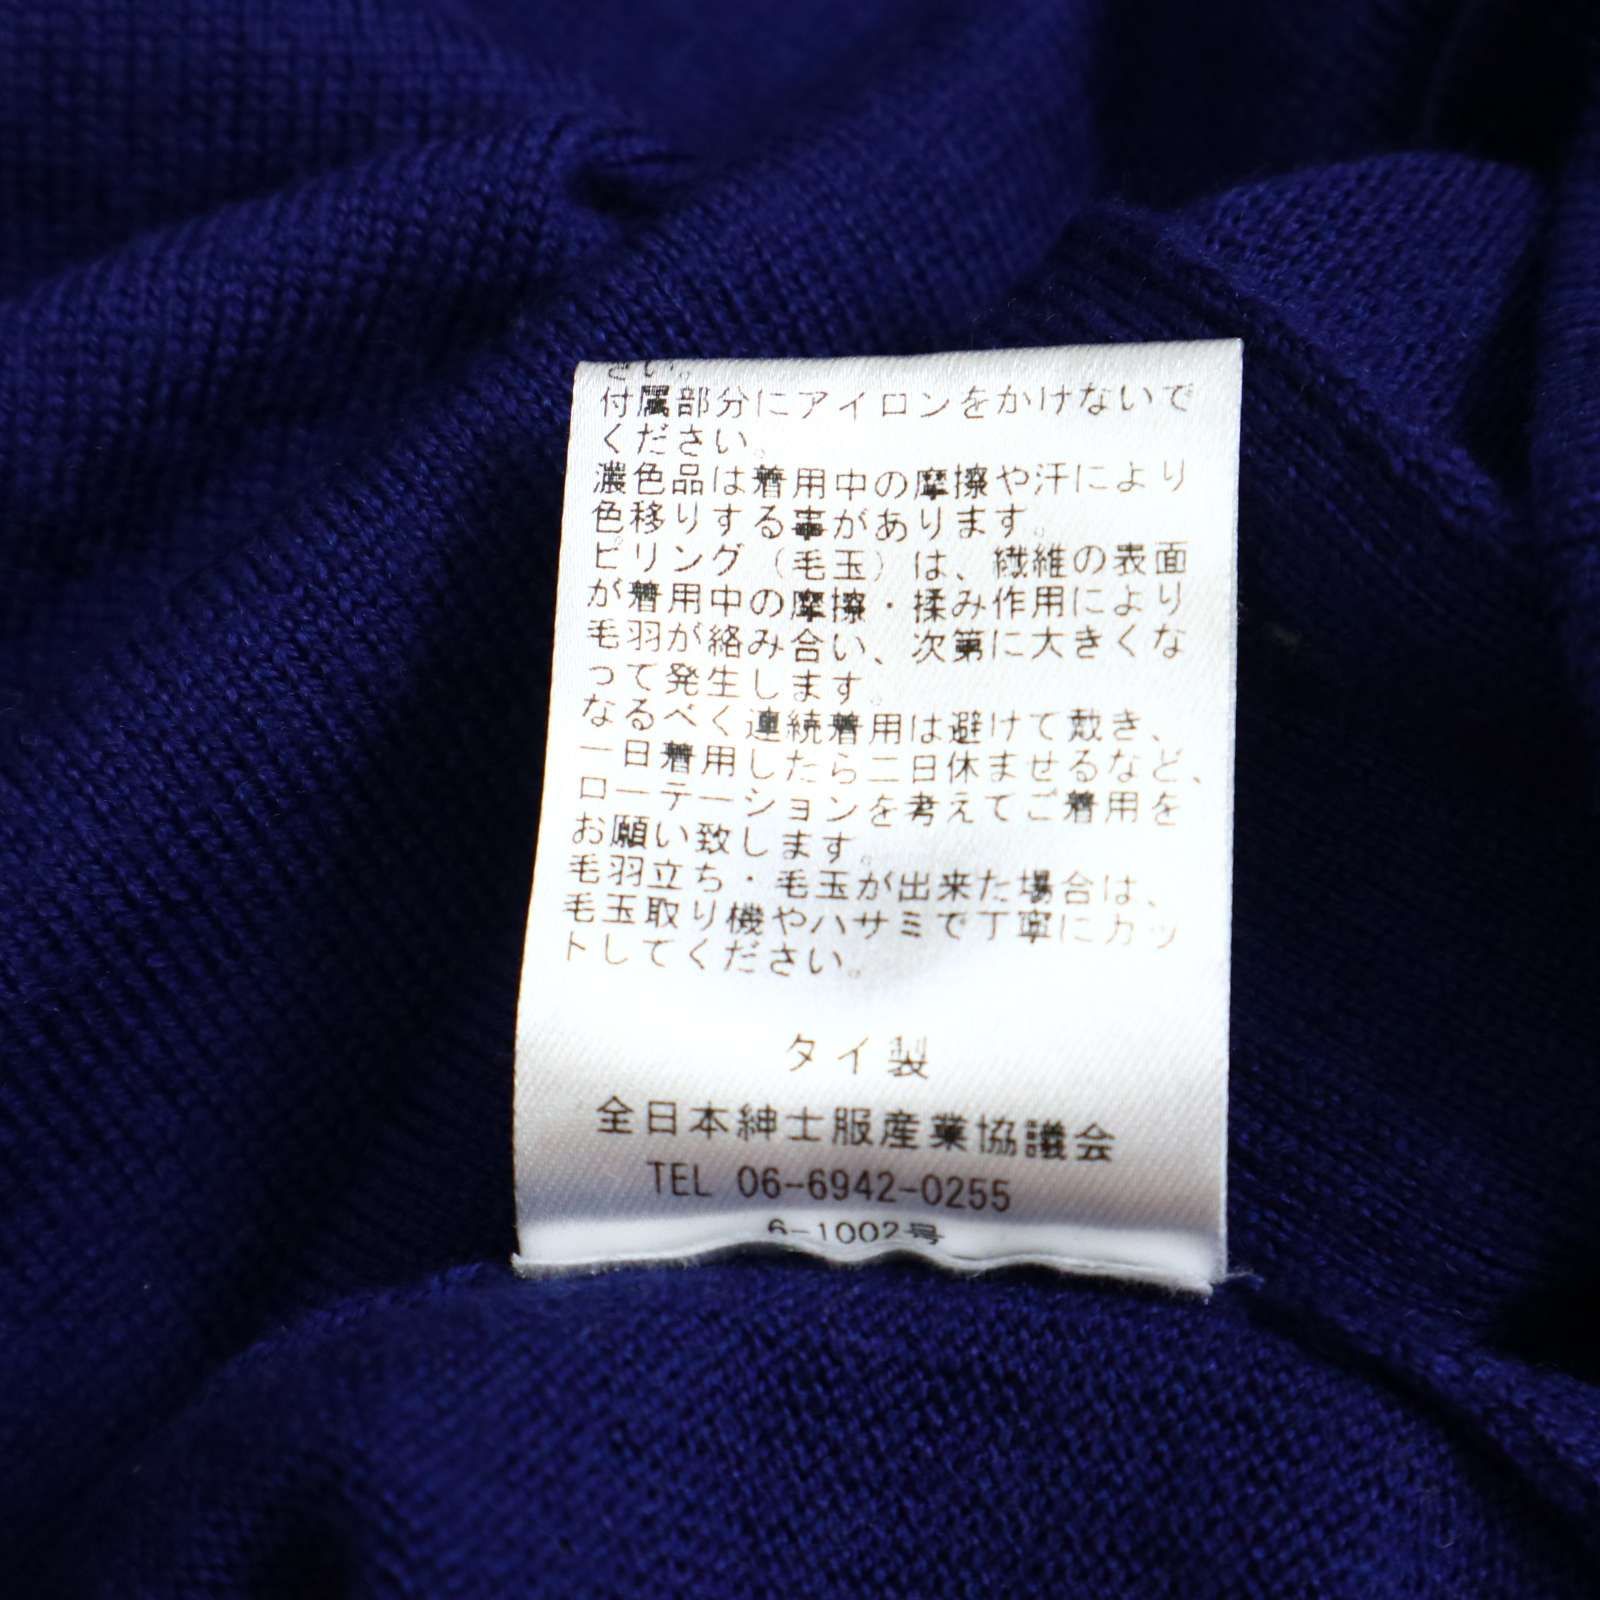 さい。
付属部分にアイロンをかけないで
ください。
濃色品は着用中の摩擦や汗により
色移りする事があります。
ピリング（毛玉）は、繊維の表面
が着用中の摩擦・揉み作用により
毛羽が絡み合い、次第に大きくな
って発生します。
なるべく連続着用は避けて戴き、
一日着用したら二日休ませるなど、
ローテーションを考えてご着用を
お願い致します。
毛羽立ち・毛玉が出来た場合は、
毛玉取り機やハサミで丁寧にカッ
トしてください。
タイ製
全日本紳士服産業協議会
TEL 06-6942-0255
6-1002号